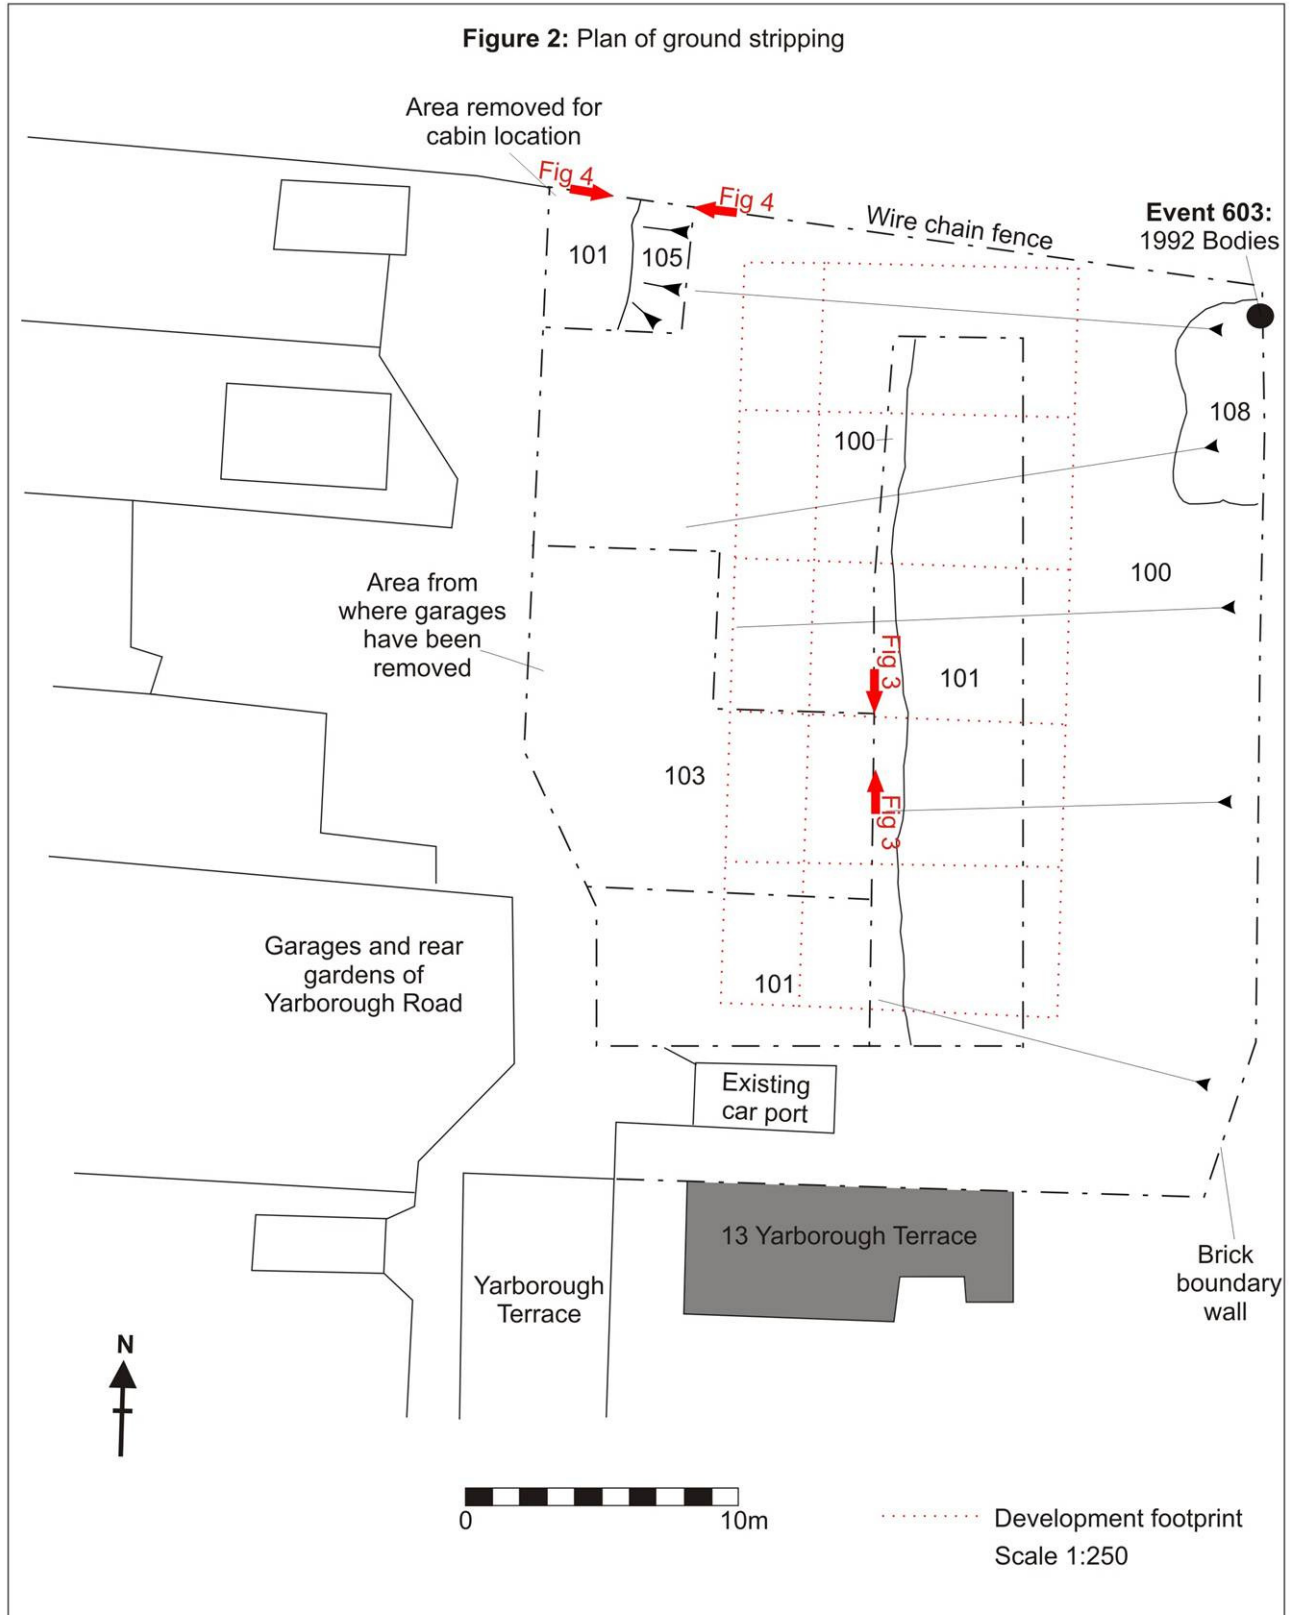 Figure 2: Plan of ground stripping
Area removed for
cabin location
Fig 4
Fig 4
Wire chain fence
Event 603:
1992 Bodies
101
105
108
100
100
Area from
where garages
have been
removed
Fig 3
101
103
Fig 3
Garages and rear
gardens of
Yarborough Road
101
Existing
car port
13 Yarborough Terrace
Yarborough
Terrace
Brick
boundary
wall
N
0
10m
Development footprint
Scale 1:250